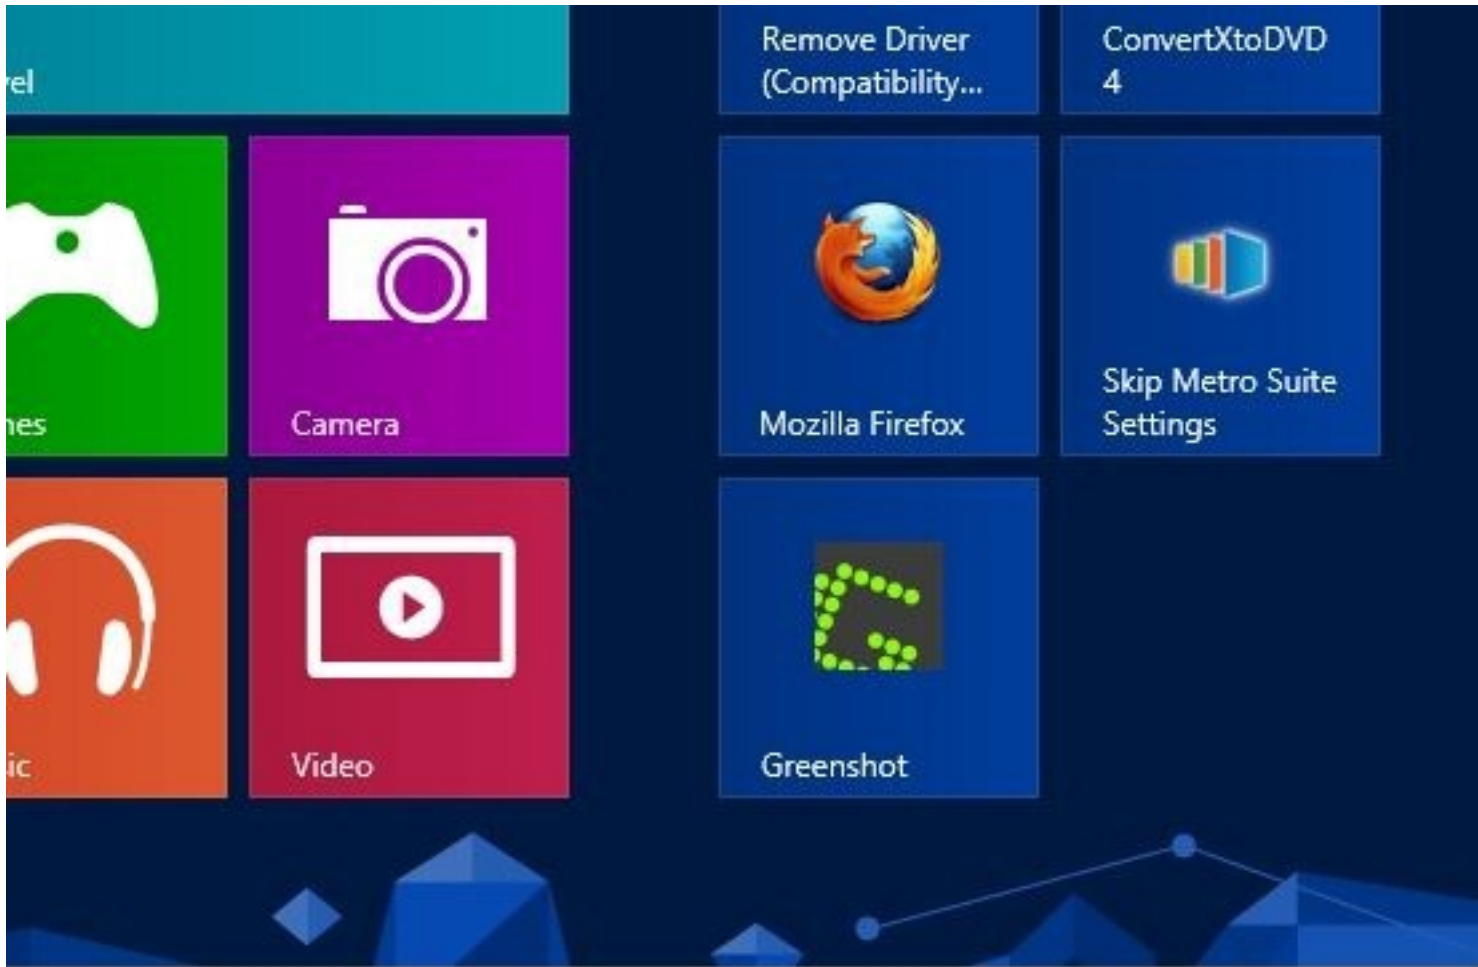 Remove Driver
(Compatibility...
ConvertXtoDVD
4
Camera
Mozilla Firefox
Skip Metro Suite
Settings
Video
Greenshot